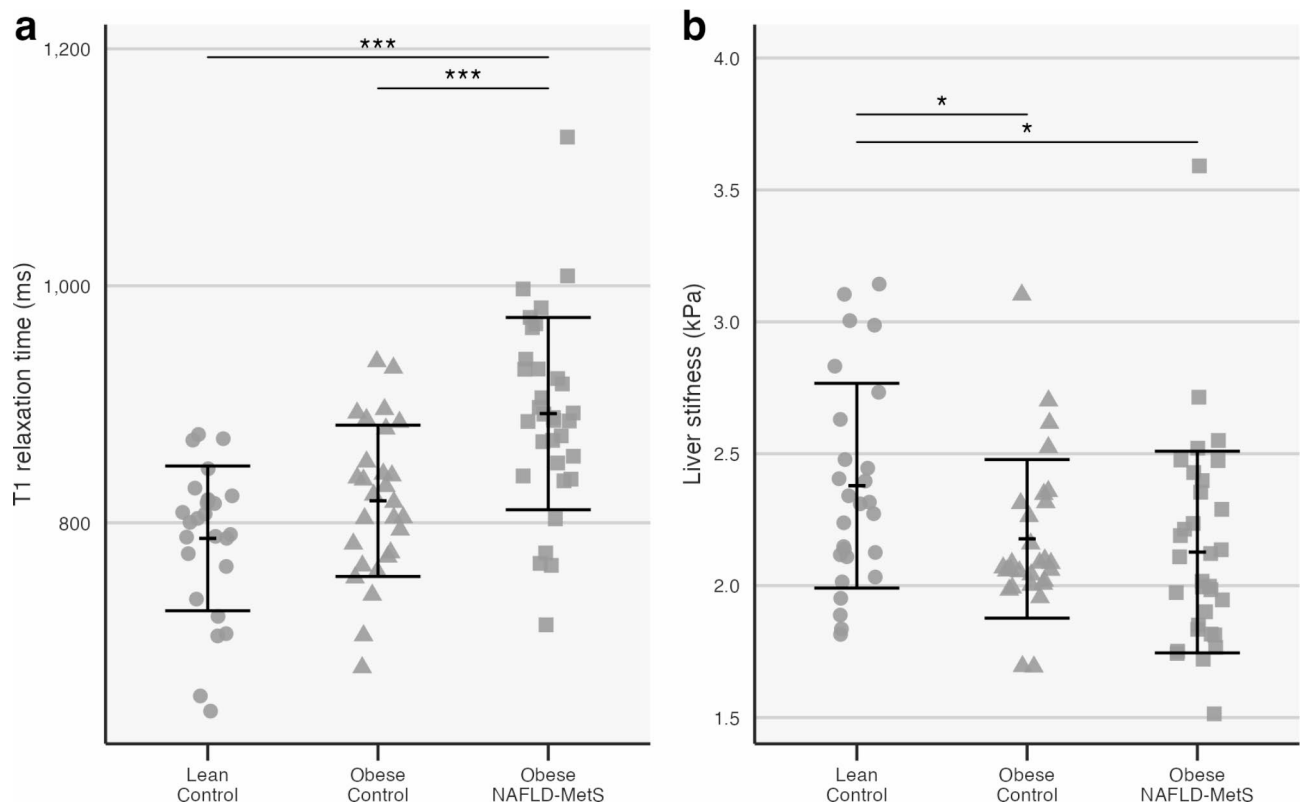 a
1,200
1,000
800
T1 relaxation time (ms)
***
***
Lean
Control
Obese
Control
Obese
NAFLD-MetS
b
4.0
3.5
3.0
2.5
2.0
1.5
Liver stifness (kPa)
*
*
Lean
Control
Obese
Control
Obese
NAFLD-MetS